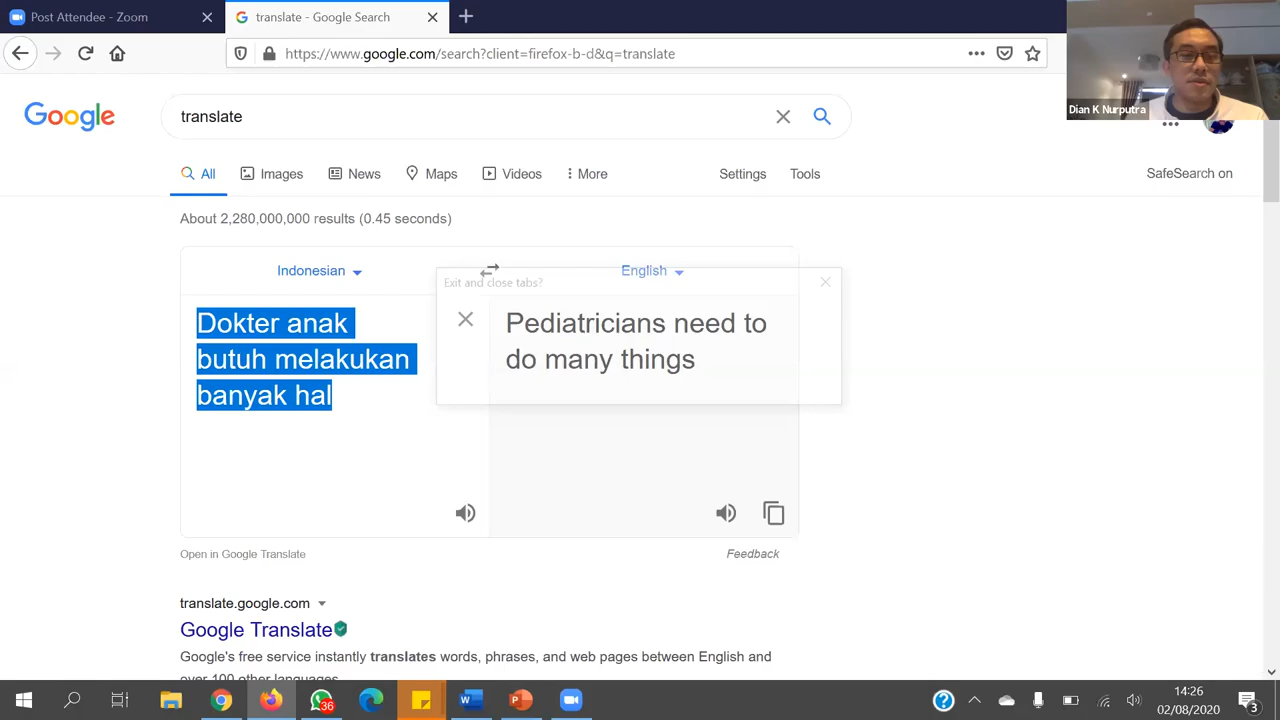 Post Attendee - Zoom
translate - Google Search
https://www.google.com/search?client=firefox-b-d&q=translate
Dian K Nurputra
Google
translate
All
Images
News
Maps
Videos
More
Settings
Tools
SafeSearch on
About 2,280,000,000 results (0.45 seconds)
Indonesian
English
Exit and close tabs?
Dokter anak
butuh melakukan
banyak hal
Pediatricians need to
do many things
Open in Google Translate
Feedback
translate.google.com
Google Translate
Google's free service instantly translates words, phrases, and web pages between English and
over 100 other languages.
36
14:26
02/08/2020
3